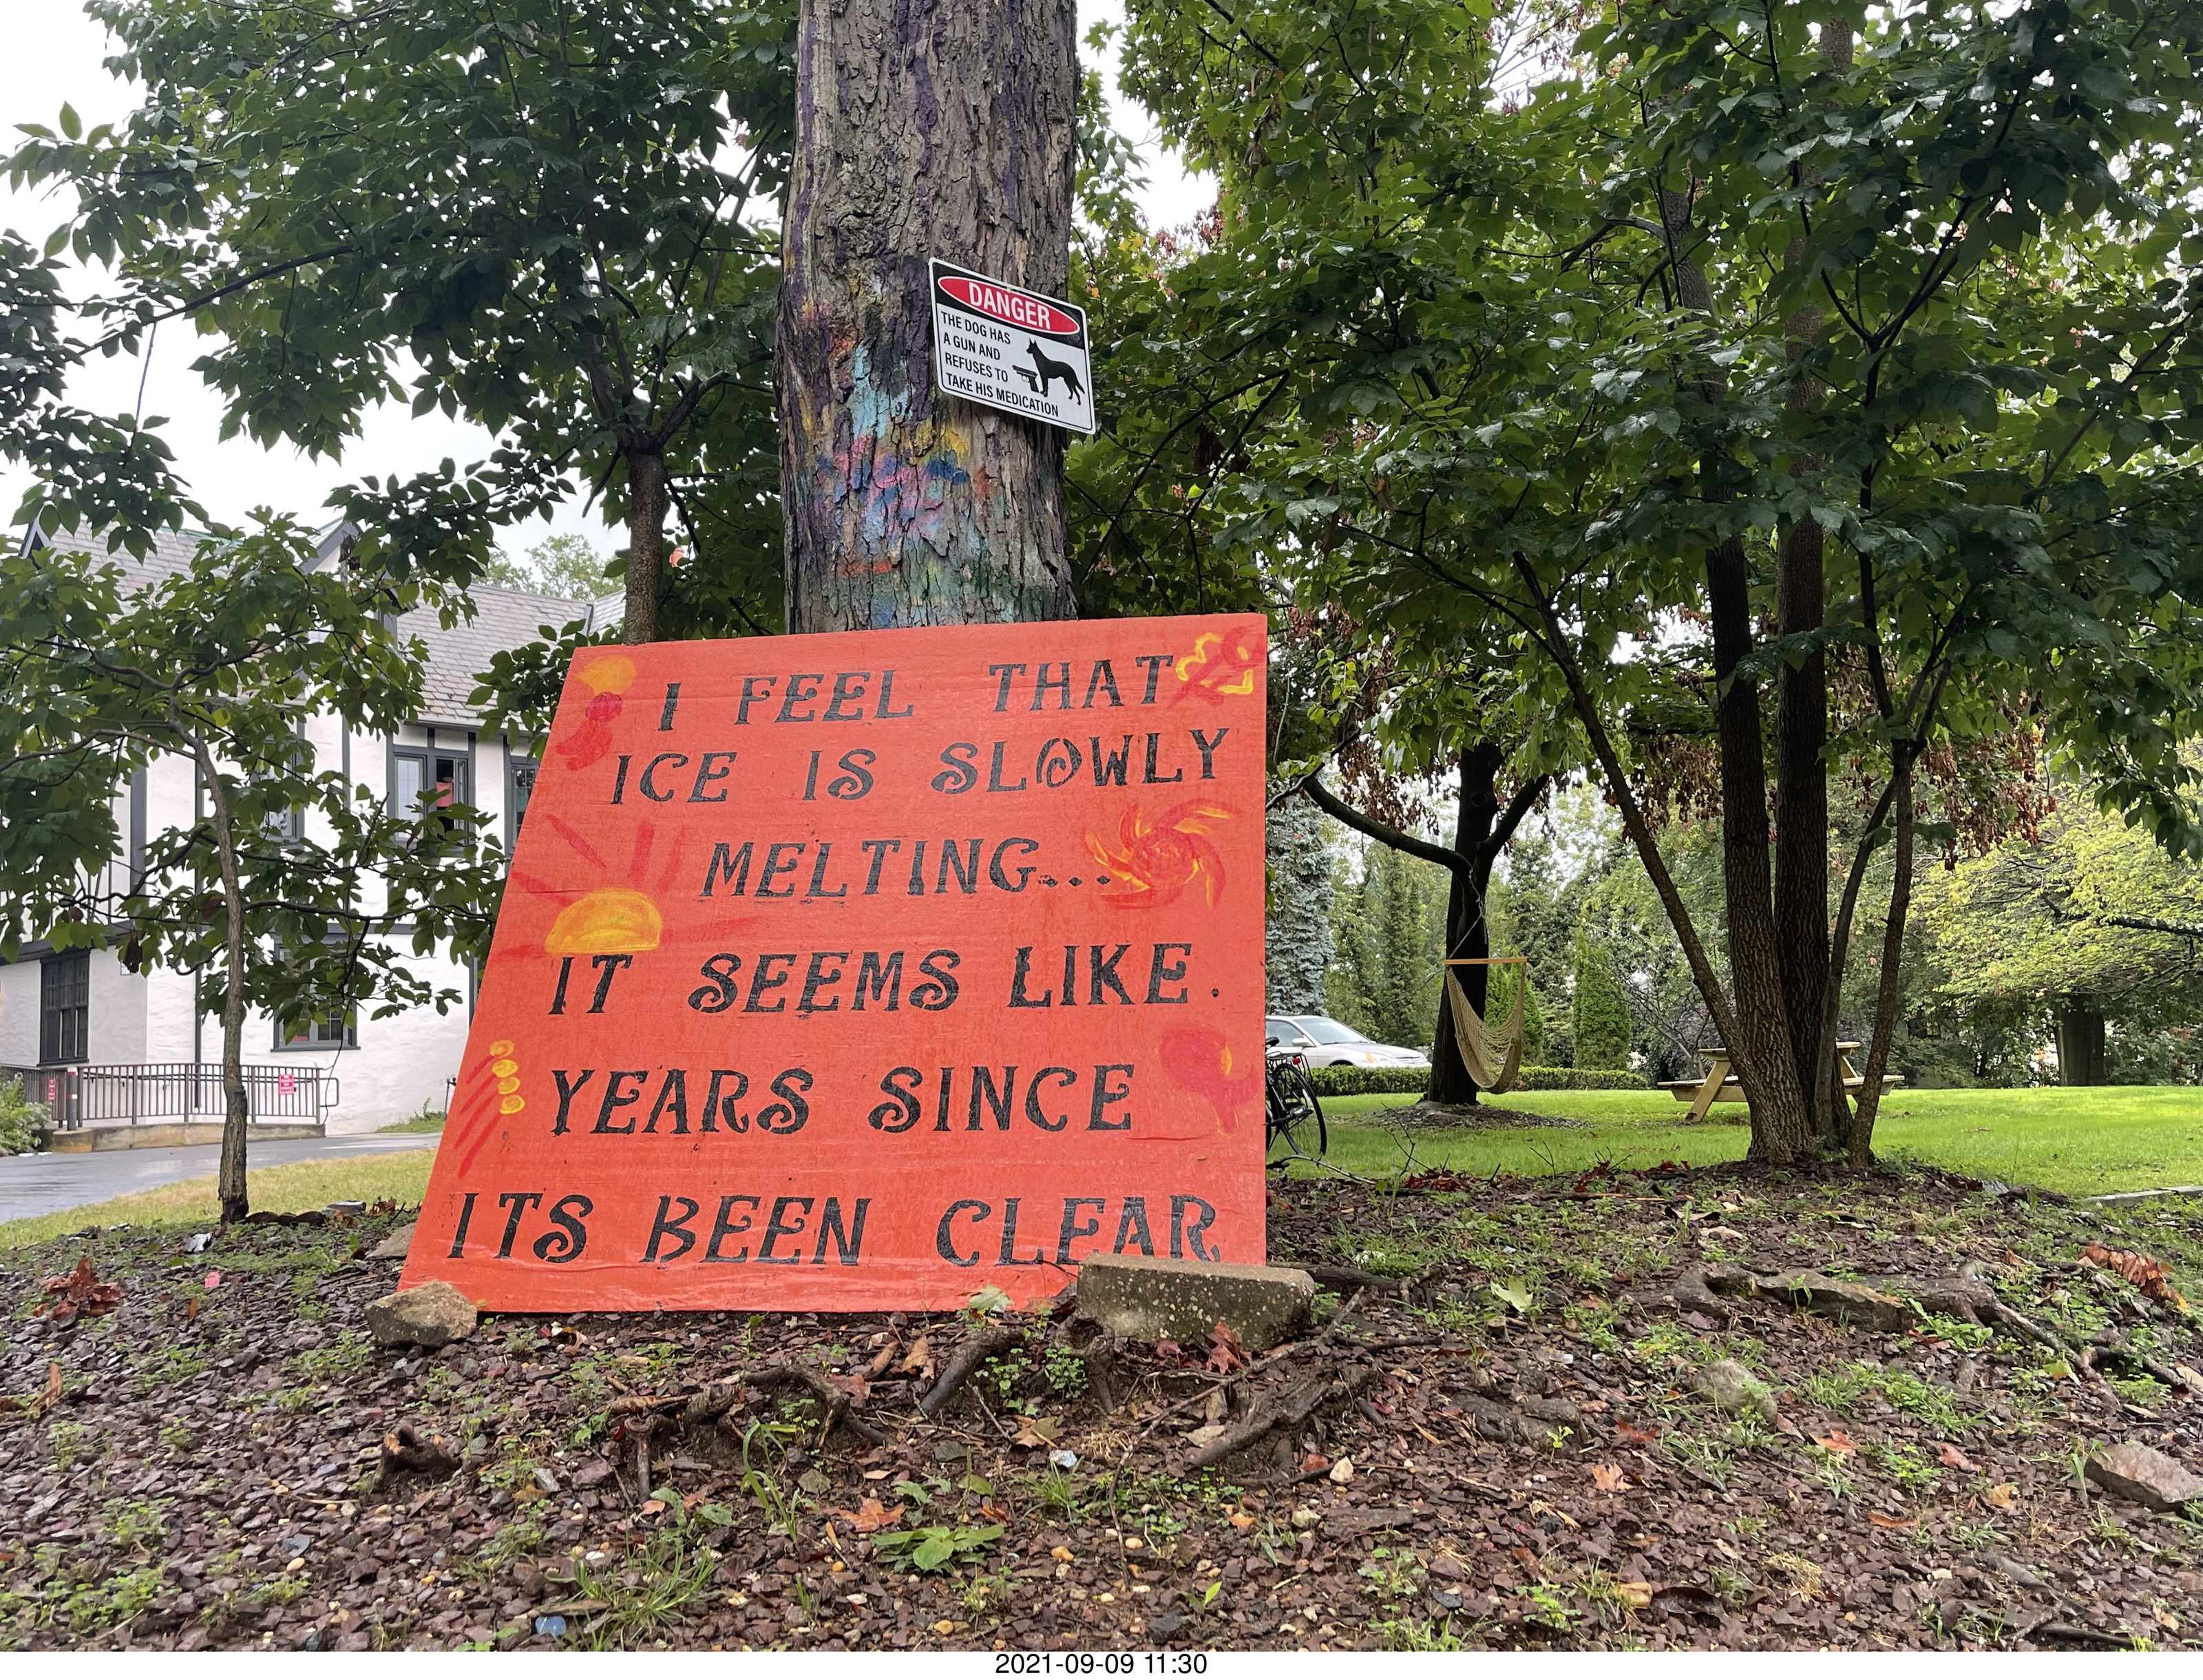 DANGER
THE DOG HAS
A GUN AND
REFUSES TO
TAKE HIS MEDICATION
I FEEL THAT
ICE IS SLOWLY
MELTING...
IT SEEMS LIKE.
YEARS SINCE
ITS BEEN CLEAR
2021-09-09 11:30